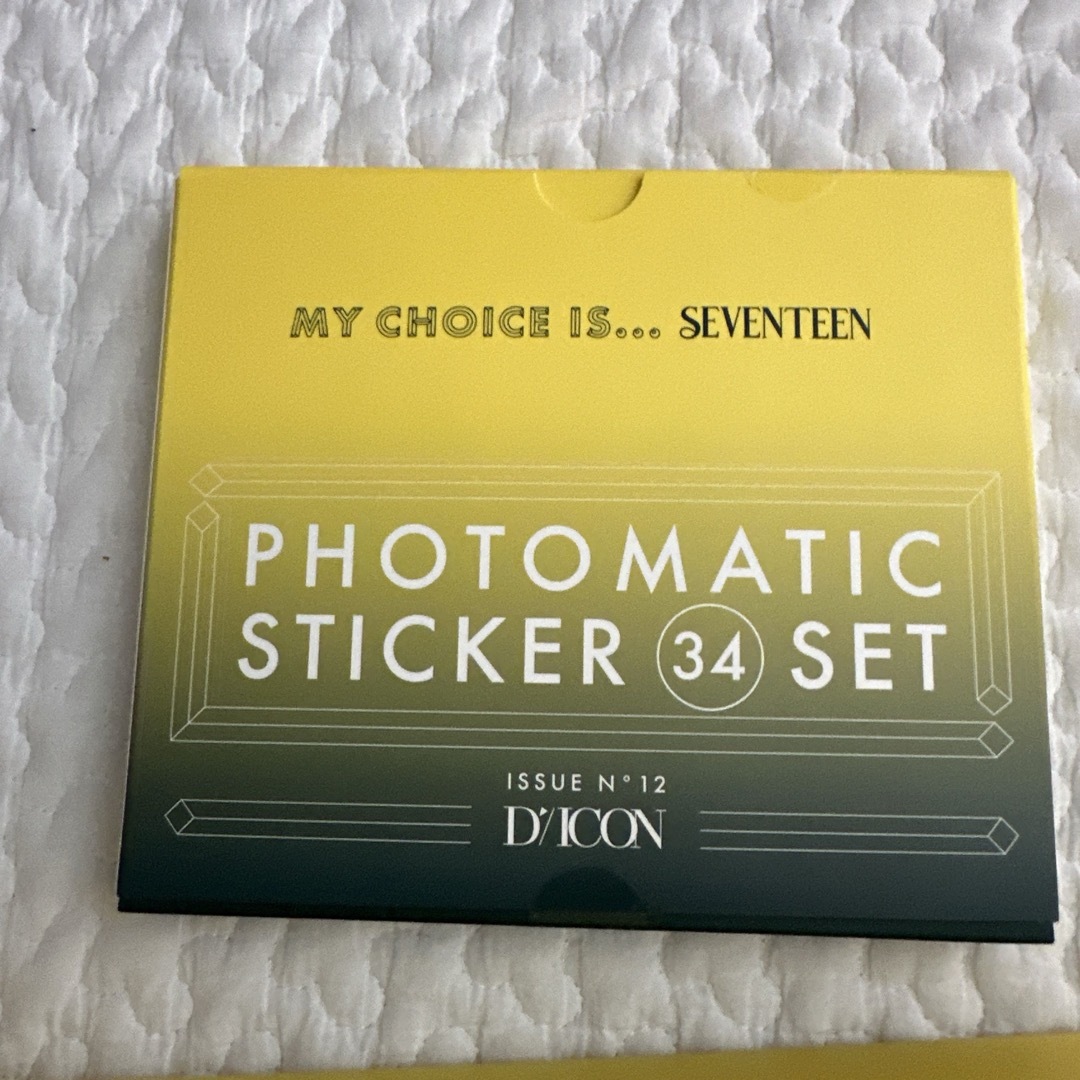 MY CHOICE IS... SEVENTEEN
PHOTOMATIC
STICKER 34 SET
ISSUE N°12
D'/ICON